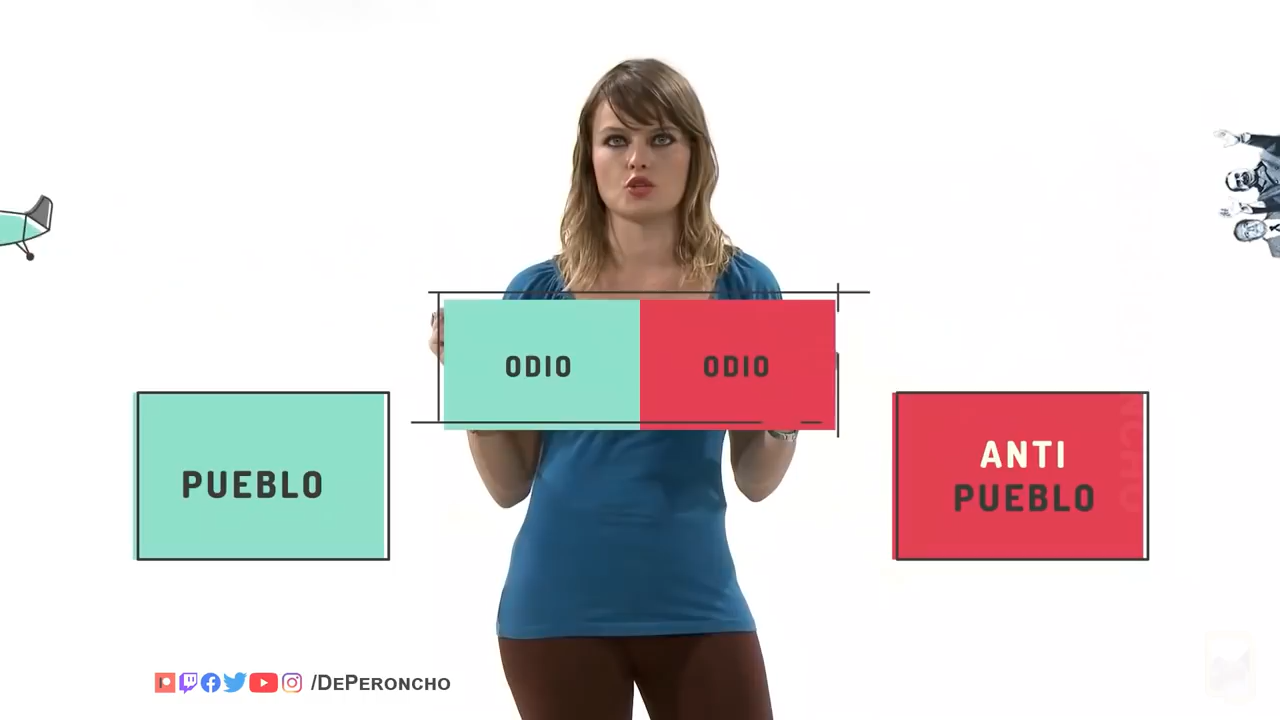 ODIO ODIO
PUEBLO
ANTI
PUEBLO
/DEPERONCHO